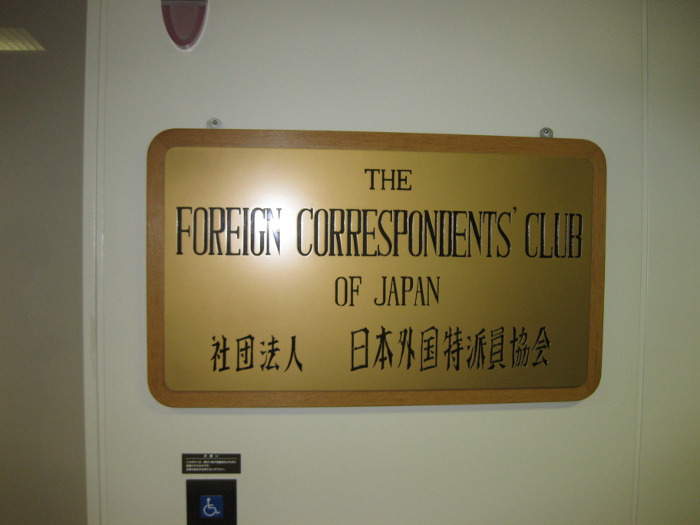 THE
FOREIGN CORRESPONDENTS' CLUB
OF JAPAN
社団法人 日本外国特派員協会